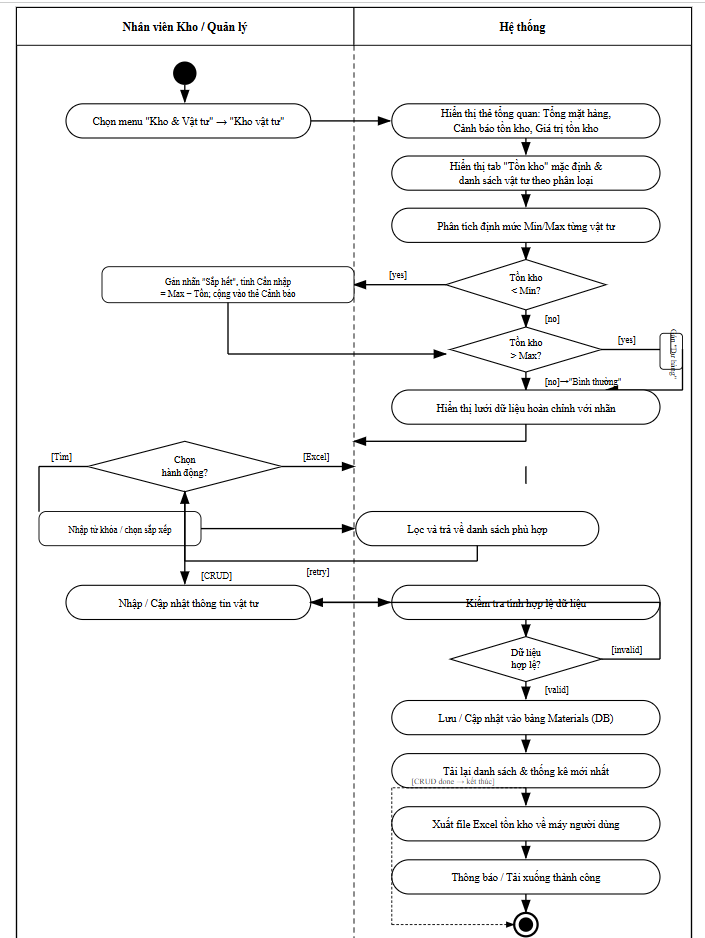 Nhân viên Kho / Quản lý
Hệ thống
Chọn menu "Kho & Vật tư" → "Kho vật tư"
Hiển thị thẻ tổng quan: Tổng mặt hàng,
Cảnh báo tồn kho, Giá trị tồn kho
Hiển thị tab "Tồn kho" mặc định &
danh sách vật tư theo phân loại
Phân tích định mức Min/Max từng vật tư
Tồn kho
< Min?
[yes]
Gán nhãn "Sắp hết", tính Cần nhập
= Max − Tồn; cộng vào thẻ Cảnh báo
[no]
Tồn kho
> Max?
[yes]
[no]→"Bình thường"
Hiển thị lưới dữ liệu hoàn chỉnh với nhãn
Chọn
hành động?
[Tìm]
[Excel]
Nhập từ khóa / chọn sắp xếp
Lọc và trả về danh sách phù hợp
[CRUD]
[retry]
Nhập / Cập nhật thông tin vật tư
Kiểm tra tính hợp lệ dữ liệu
Dữ liệu
hợp lệ?
[invalid]
[valid]
Lưu / Cập nhật vào bảng Materials (DB)
Tải lại danh sách & thống kê mới nhất
[CRUD done → kết thúc]
Xuất file Excel tồn kho về máy người dùng
Thông báo / Tải xuống thành công